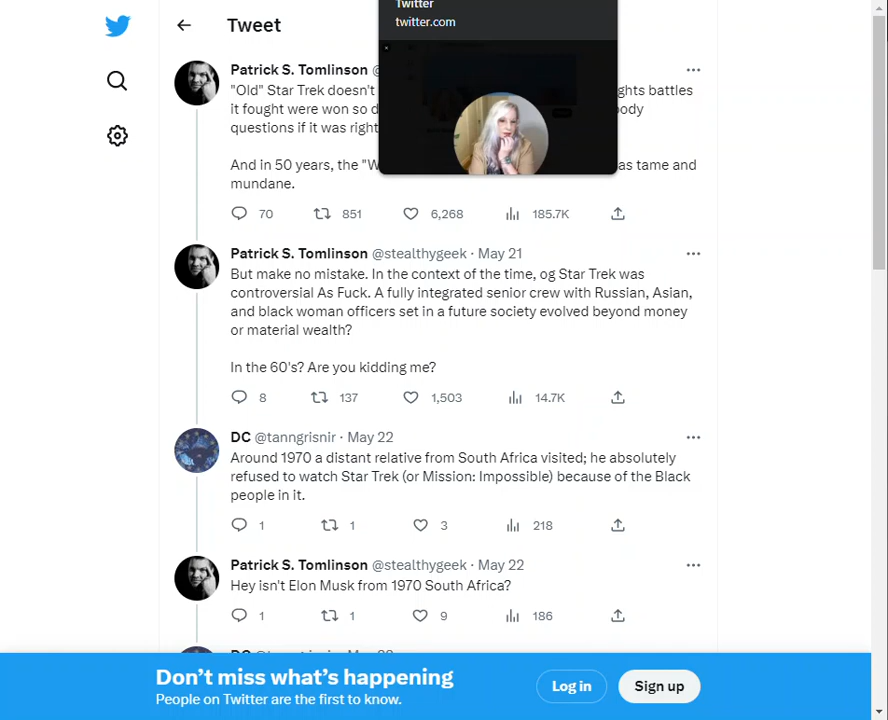 Twitter
twitter.com
Tweet
Patrick S. Tomlinson @
"Old" Star Trek doesn't ghts battles
it fought were won so d body
questions if it was right
And in 50 years, the "W as tame and
mundane.
70 851 6,268 185.7K
Patrick S. Tomlinson @stealthygeek · May 21
But make no mistake. In the context of the time, og Star Trek was
controversial As Fuck. A fully integrated senior crew with Russian, Asian,
and black woman officers set in a future society evolved beyond money
or material wealth?
In the 60's? Are you kidding me?
8 137 1,503 14.7K
DC @tanngrisnir · May 22
Around 1970 a distant relative from South Africa visited; he absolutely
refused to watch Star Trek (or Mission: Impossible) because of the Black
people in it.
1 1 3 218
Patrick S. Tomlinson @stealthygeek · May 22
Hey isn't Elon Musk from 1970 South Africa?
1 1 9 186
DC @tanngrisnir · May 22
Don't miss what's happening
People on Twitter are the first to know.
Log in
Sign up